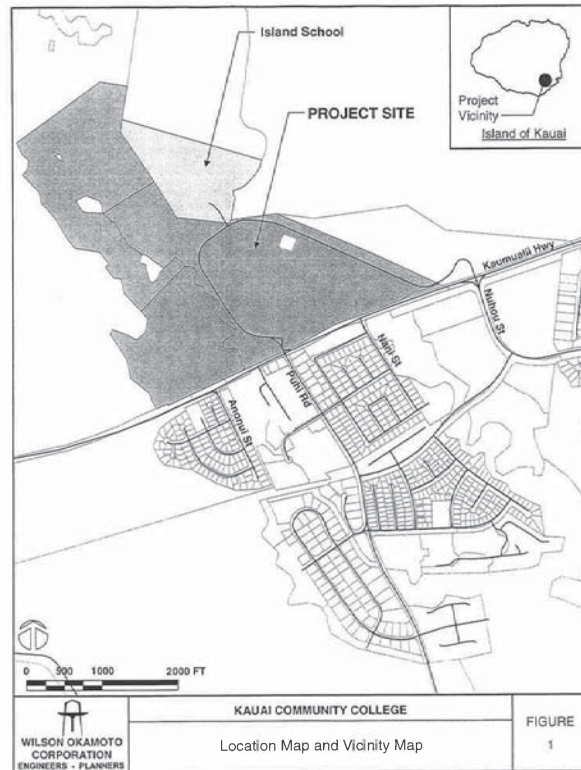 Island School
PROJECT SITE
Project
Vicinity
Island of Kauai
Kaumualii Hwy
Nuhou St
Nani St
Puhi Rd
Anonui St
0 500 1000 2000 FT
WILSON OKAMOTO
CORPORATION
ENGINEERS - PLANNERS
KAUAI COMMUNITY COLLEGE
Location Map and Vicinity Map
FIGURE
1